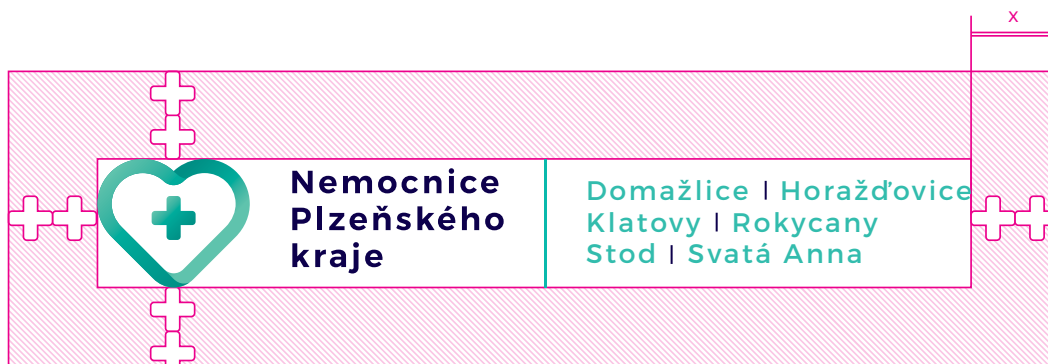 x
Nemocnice
Plzeňského
kraje
Domažlice | Horažďovice
Klatovy | Rokycany
Stod | Svatá Anna